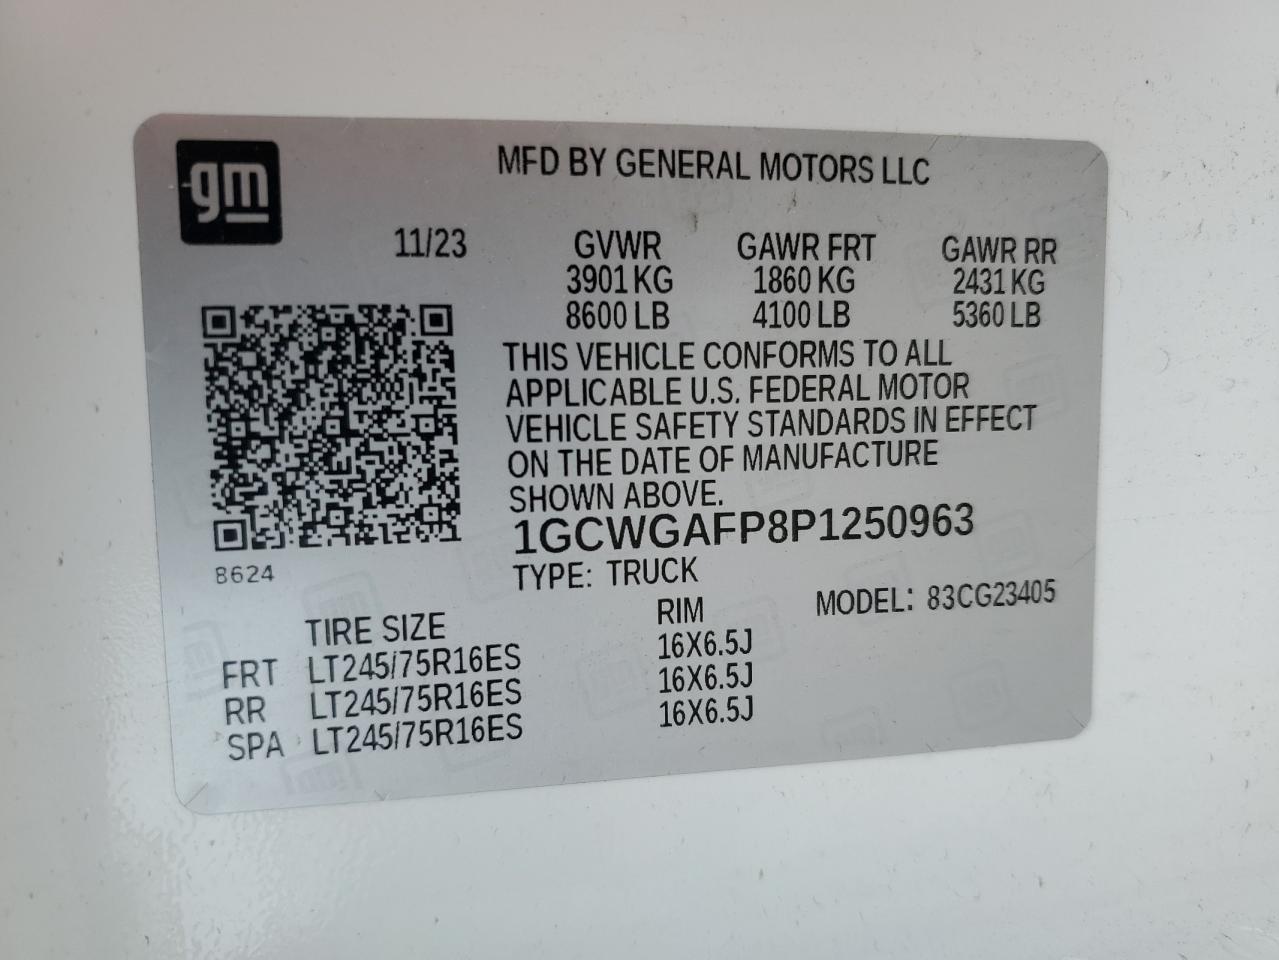 gm
MFD BY GENERAL MOTORS LLC
11/23 GVWR GAWR FRT GAWR RR
3901 KG 1860 KG 2431 KG
8600 LB 4100 LB 5360 LB
THIS VEHICLE CONFORMS TO ALL
APPLICABLE U.S. FEDERAL MOTOR
VEHICLE SAFETY STANDARDS IN EFFECT
ON THE DATE OF MANUFACTURE
SHOWN ABOVE.
1GCWGAFP8P1250963
8624
TYPE: TRUCK
MODEL: 83CG23405
TIRE SIZE RIM
FRT LT245/75R16ES 16X6.5J
RR LT245/75R16ES 16X6.5J
SPA LT245/75R16ES 16X6.5J